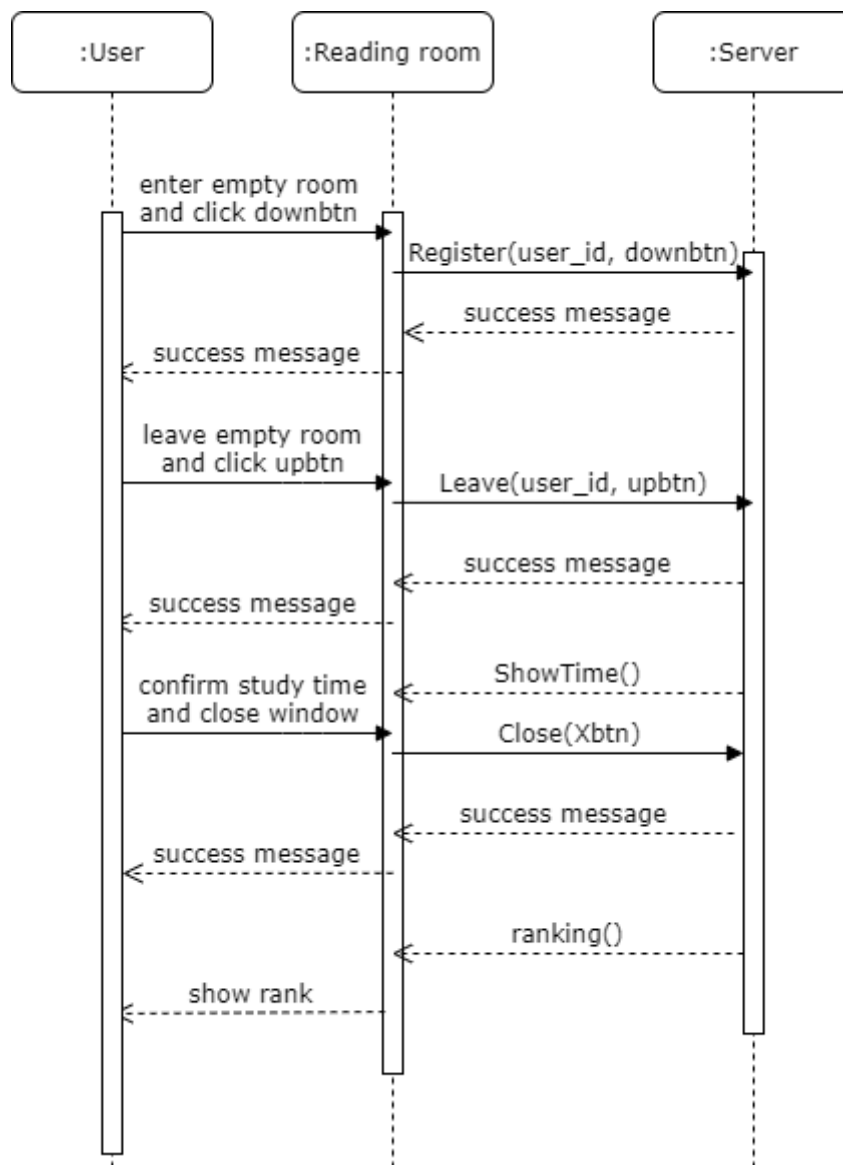 :User
:Reading room
:Server
enter empty room
and click downbtn
Register(user_id, downbtn)
success message
success message
leave empty room
and click upbtn
Leave(user_id, upbtn)
success message
success message
ShowTime()
confirm study time
and close window
Close(Xbtn)
success message
success message
ranking()
show rank